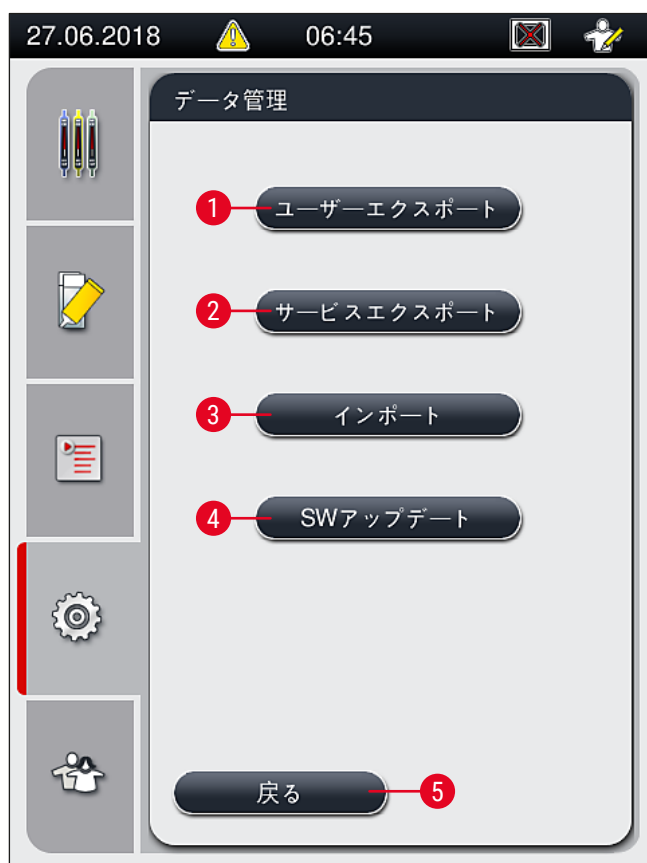 27.06.2018 06:45
データ管理
1 ユーザーエクスポート
2 サービスエクスポート
3 インポート
4 SWアップデート
戻る 5